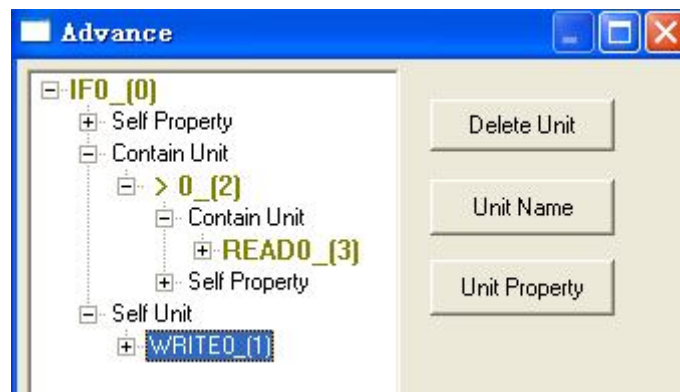 Advance
IF0_(0)
Self Property
Contain Unit
> 0_(2)
Contain Unit
READ0_(3)
Self Property
Self Unit
WRITE0_(1)
Delete Unit
Unit Name
Unit Property